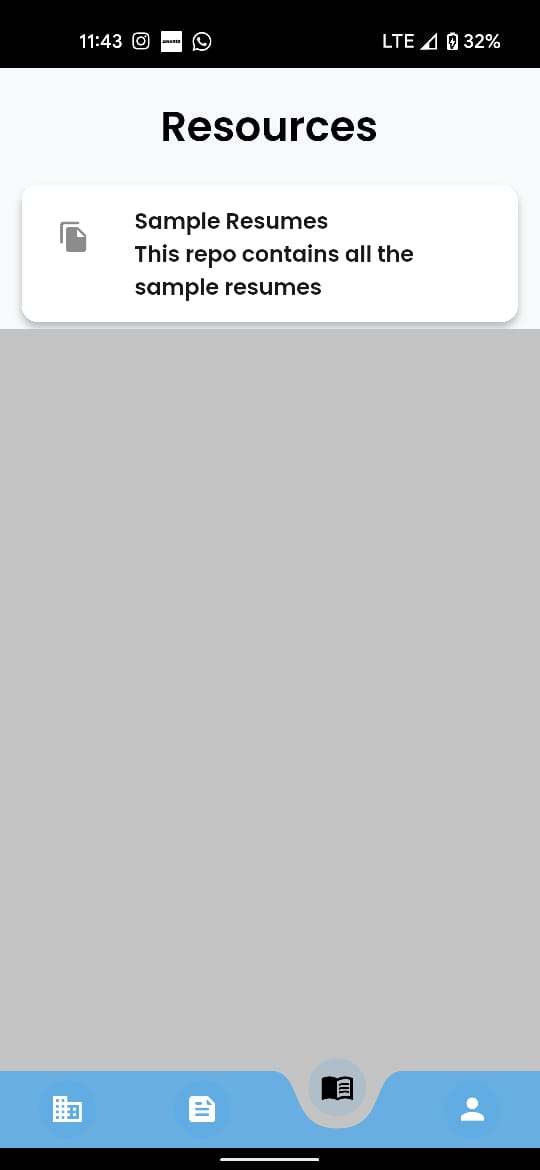 11:43 LTE 32%
Resources
Sample Resumes
This repo contains all the
sample resumes